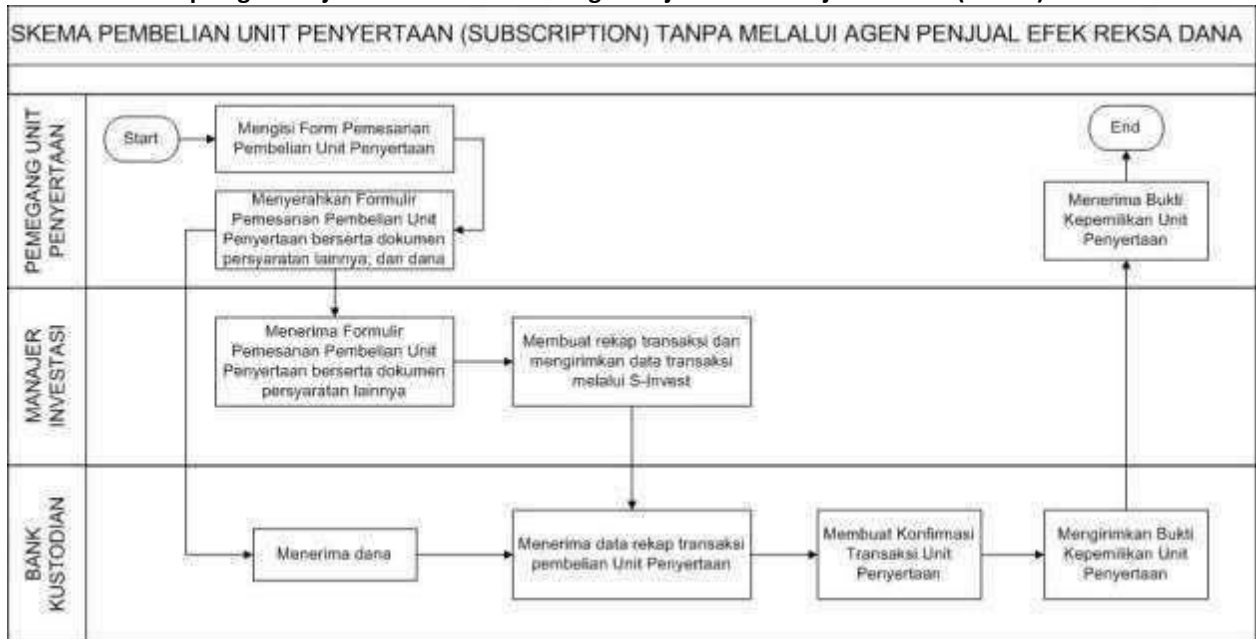 SKEMA PEMBELIAN UNIT PENYERTAAN (SUBSCRIPTION) TANPA MELALUI AGEN PENJUAL EFEK REKSA DANA
PEMEGANG UNIT
PENYERTAAN
Start
Mengisi Form Pemesanan
Pembelian Unit Penyertaan
Menyerahkan Formulir
Pemesanan Pembelian Unit
Penyertaan berserta dokumen
persyaratan lainnya; dan dana
End
Menerima Bukti
Kepemilikan Unit
Penyertaan
MANAJER
INVESTASI
Menerima Formulir
Pemesanan Pembelian Unit
Penyertaan berserta dokumen
persyaratan lainnya
Membuat rekap transaksi dan
mengirimkan data transaksi
melalui S-Invest
BANK
KUSTODIAN
Menerima dana
Menerima data rekap transaksi
pembelian Unit Penyertaan
Membuat Konfirmasi
Transaksi Unit
Penyertaan
Mengirimkan Bukti
Kepemilikan Unit
Penyertaan